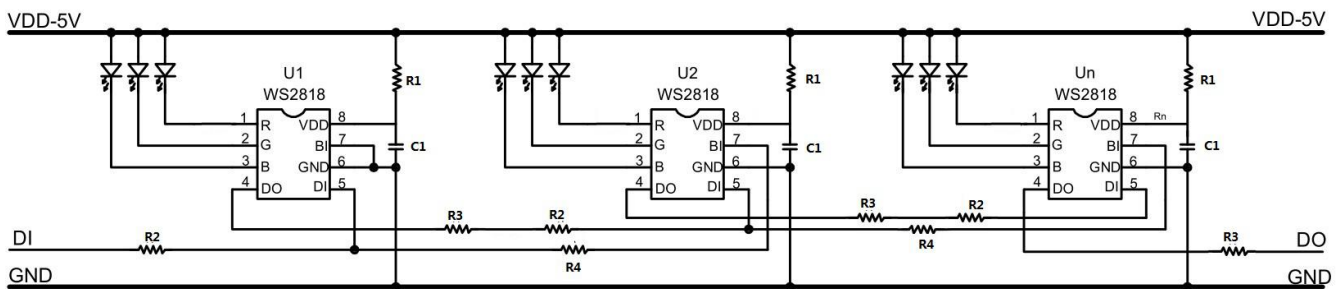 VDD-5V VDD-5V
U1 U2 Un
WS2818 WS2818 WS2818
R1 R1 R1
1 R VDD 8 1 R VDD 8 1 R VDD 8 Rn
2 G BI 7 C1 2 G BI 7 C1 2 G BI 7 C1
3 B GND 6 3 B GND 6 3 B GND 6
4 DO DI 5 4 DO DI 5 4 DO DI 5
R3 R2 R3 R2
DI R2 R4 R4 R3 DO
GND GND